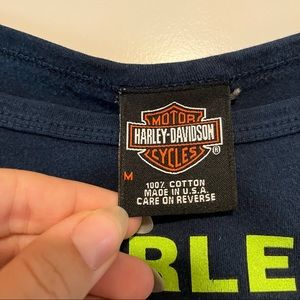 MOTOR
HARLEY-DAVIDSON
CYCLES ®
M
100% COTTON
MADE IN U.S.A.
CARE ON REVERSE
RLE